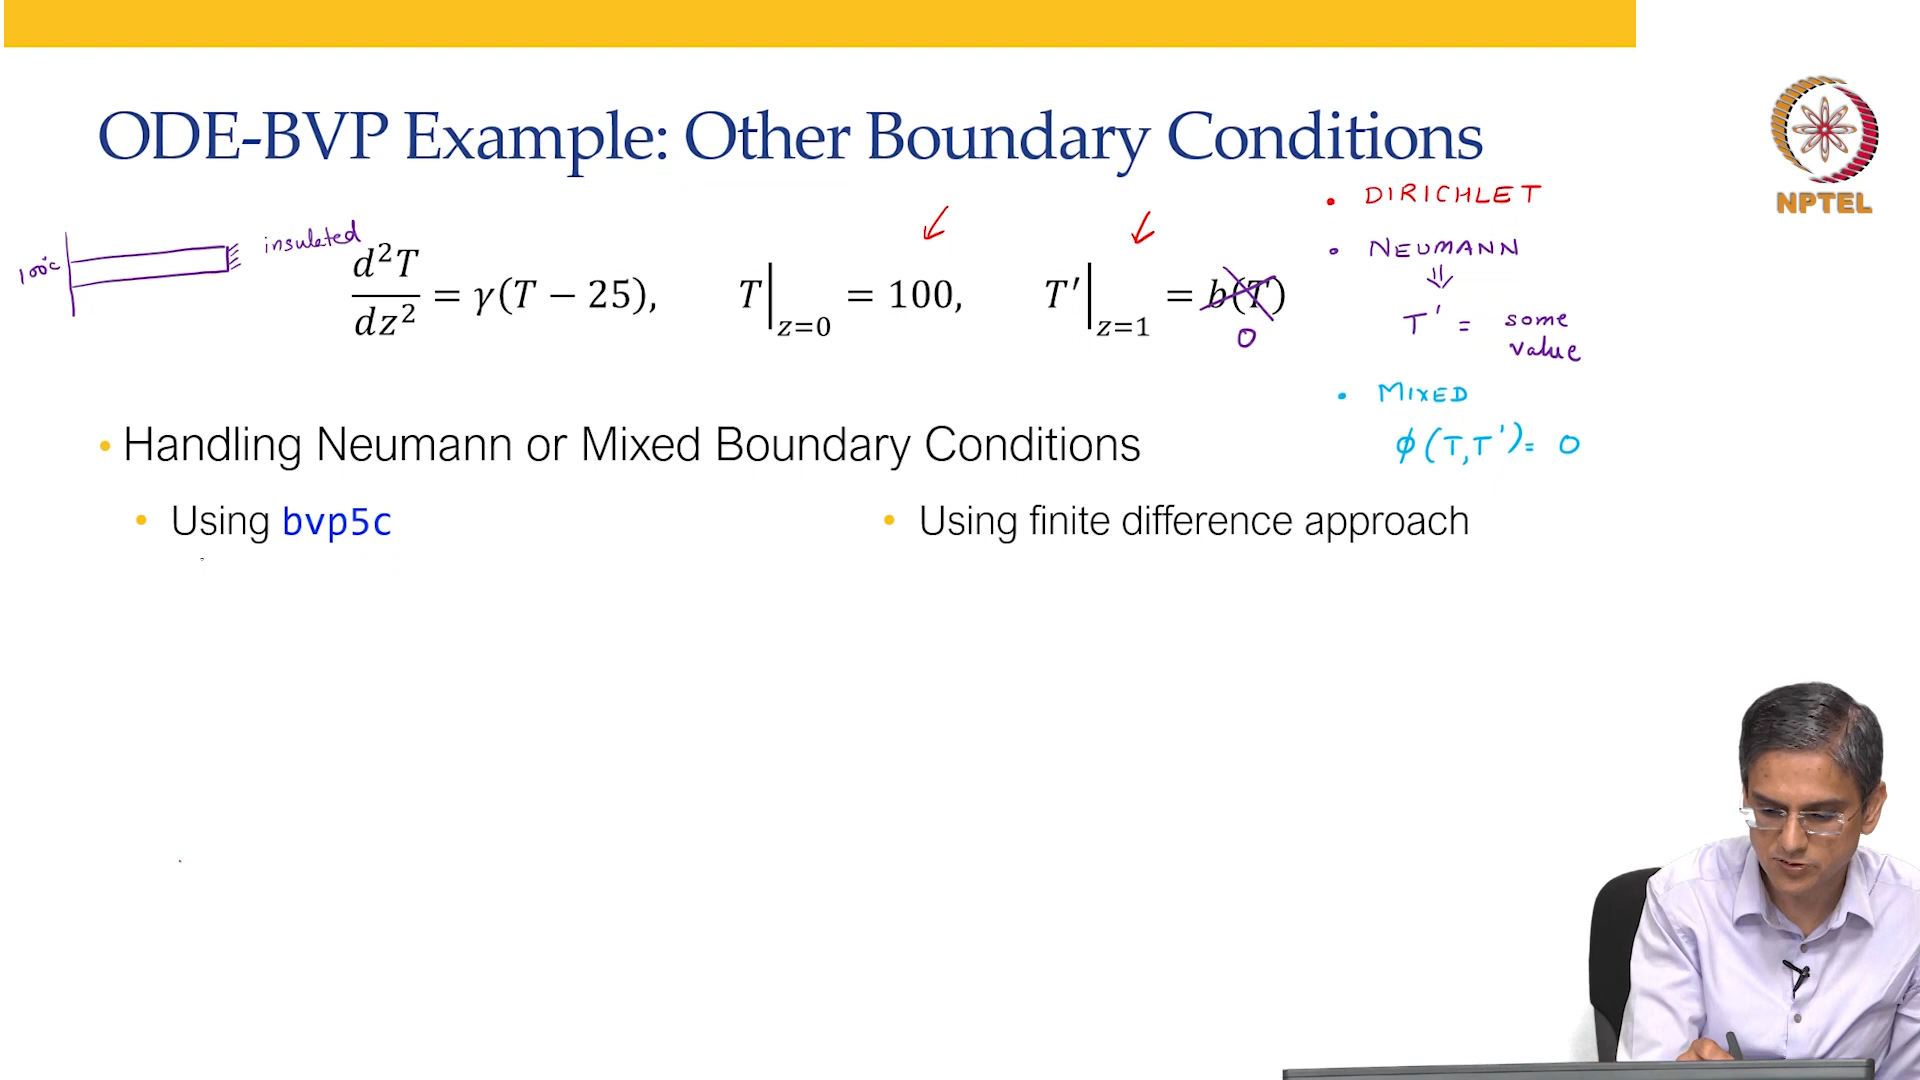 ODE-BVP Example: Other Boundary Conditions
NPTEL
100°C
insulated
d²T/dz² = γ(T − 25), T|z=0 = 100, T′|z=1 = b(T)
0
• DIRICHLET
• NEUMANN
⇓
T' = some value
• MIXED
ϕ(T,T') = 0
• Handling Neumann or Mixed Boundary Conditions
• Using bvp5c
• Using finite difference approach